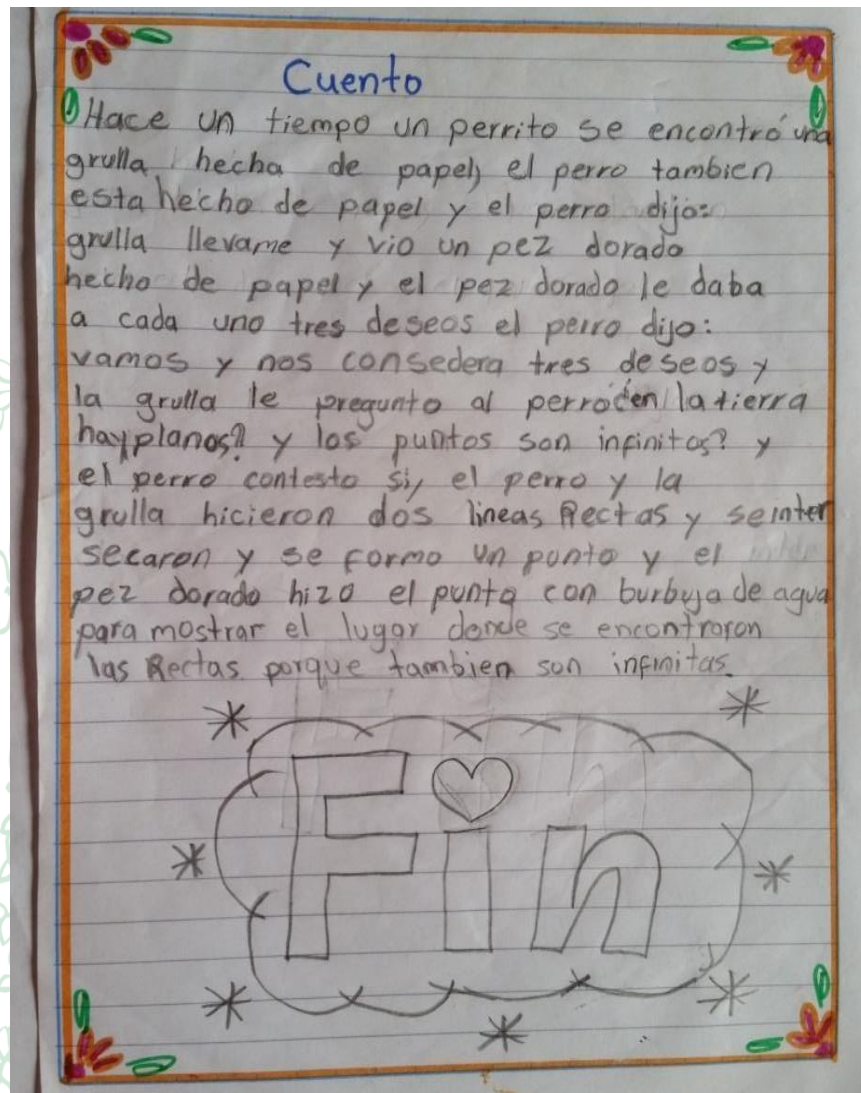 Cuento
Hace un tiempo un perrito se encontró una
grulla hecha de papel, el perro tambien
esta hecho de papel y el perro dijo:
grulla llevame y vio un pez dorado
hecho de papel y el pez dorado le daba
a cada uno tres deseos el perro dijo:
vamos y nos consedera tres deseos y
la grulla le pregunto al perro ¿en la tierra
hay planos? y los puntos son infinitos? y
el perro contesto si, el perro y la
grulla hicieron dos lineas Rectas y se inter
secaron y se formo un punto y el
pez dorado hizo el punto con burbuja de agua
para mostrar el lugar donde se encontraron
las Rectas porque tambien son infinitas.
Fin